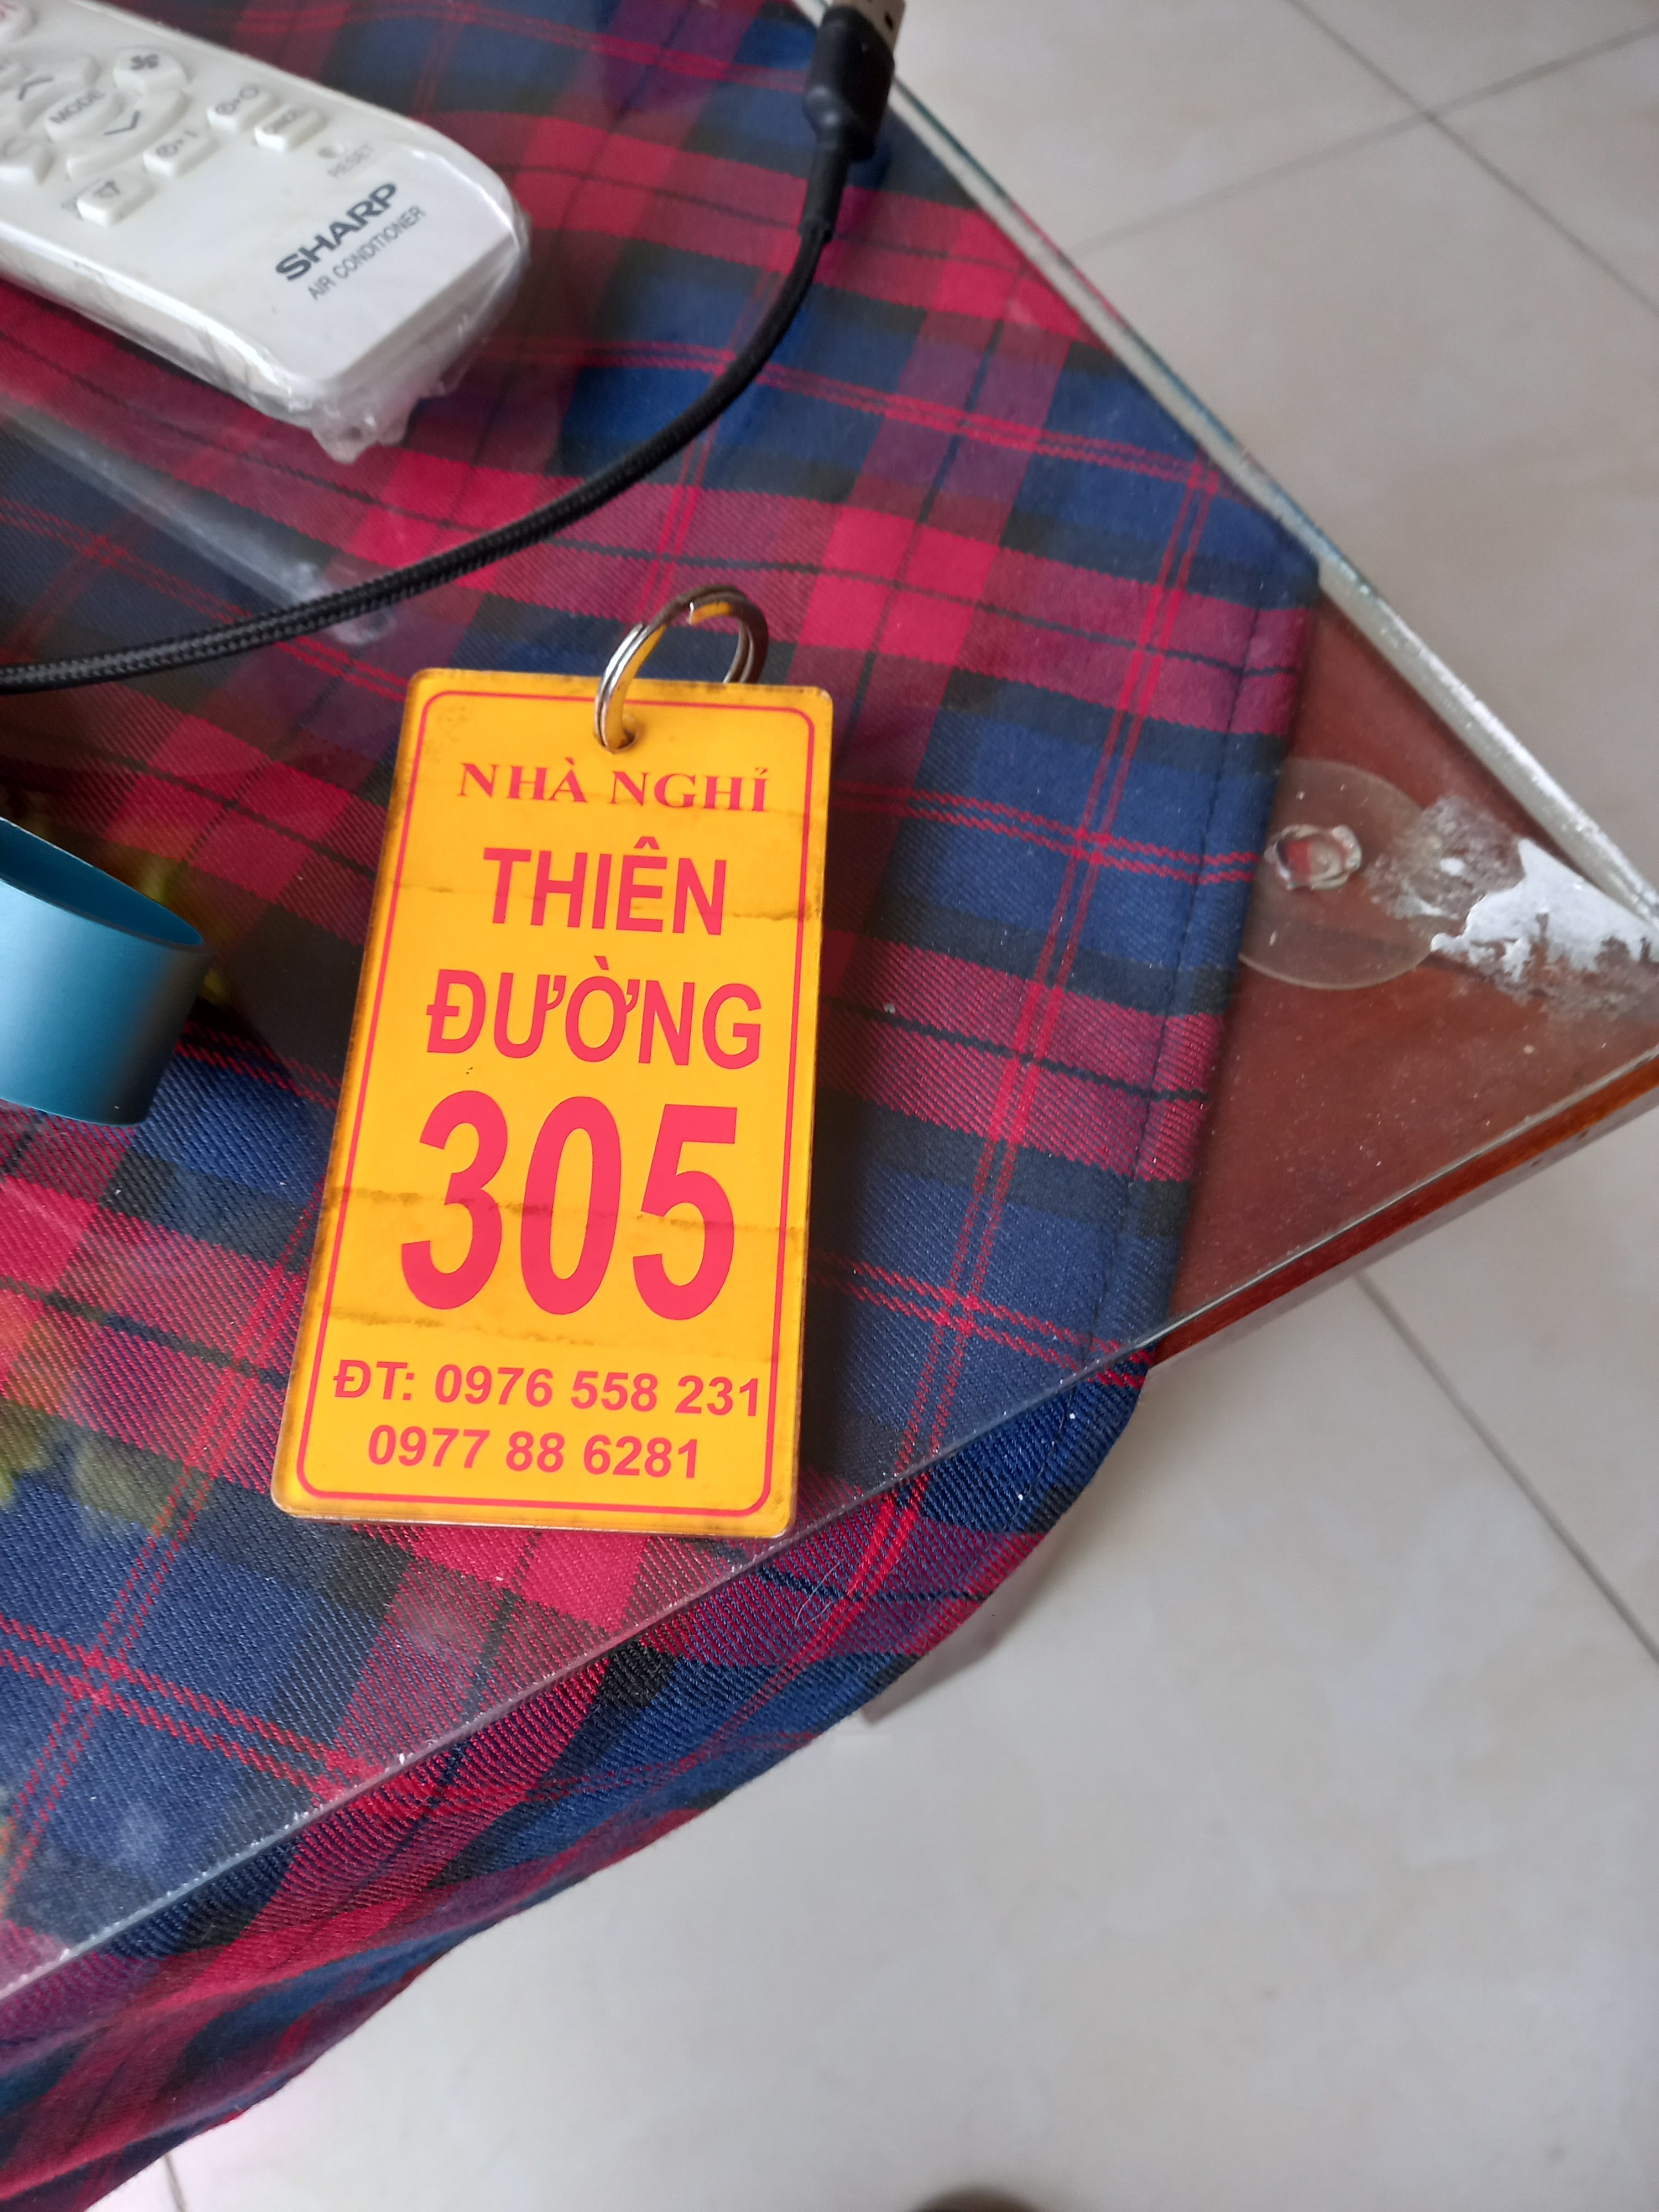 MODE
RESET
SHARP
AIR CONDITIONER
NHÀ NGHỈ
THIÊN
ĐƯỜNG
305
ĐT: 0976 558 231
0977 88 6281